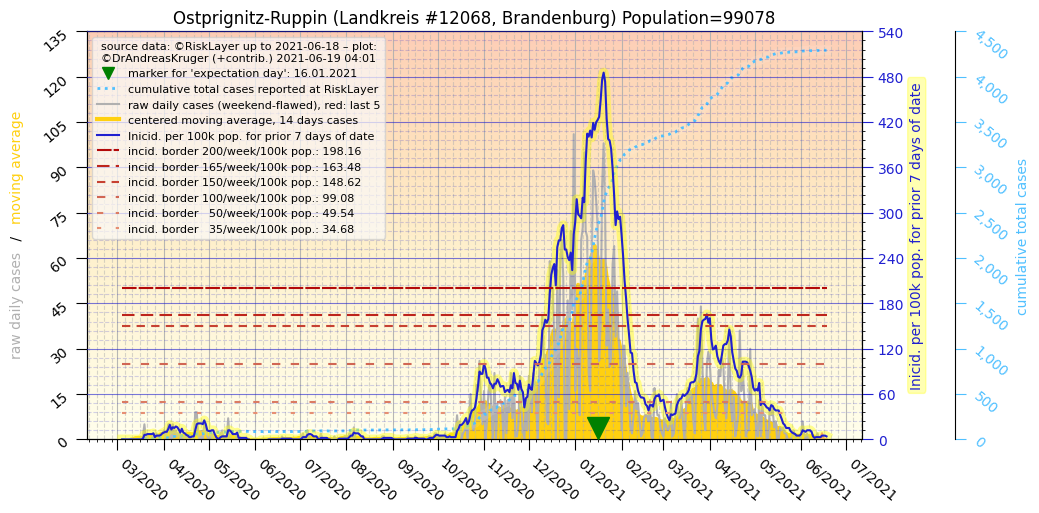 Ostprignitz-Ruppin (Landkreis #12068, Brandenburg) Population=99078
source data: ©RiskLayer up to 2021-06-18 – plot:
©DrAndreasKruger (+contrib.) 2021-06-19 04:01
marker for 'expectation day': 16.01.2021
cumulative total cases reported at RiskLayer
raw daily cases (weekend-flawed), red: last 5
centered moving average, 14 days cases
Inicid. per 100k pop. for prior 7 days of date
incid. border 200/week/100k pop.: 198.16
incid. border 165/week/100k pop.: 163.48
incid. border 150/week/100k pop.: 148.62
incid. border 100/week/100k pop.: 99.08
incid. border 50/week/100k pop.: 49.54
incid. border 35/week/100k pop.: 34.68
raw daily cases / moving average
135
120
105
90
75
60
45
30
15
0
540
480
420
360
300
240
180
120
60
0
Inicid. per 100k pop. for prior 7 days of date
4,500
4,000
3,500
3,000
2,500
2,000
1,500
1,000
500
0
cumulative total cases
03/2020
04/2020
05/2020
06/2020
07/2020
08/2020
09/2020
10/2020
11/2020
12/2020
01/2021
02/2021
03/2021
04/2021
05/2021
06/2021
07/2021